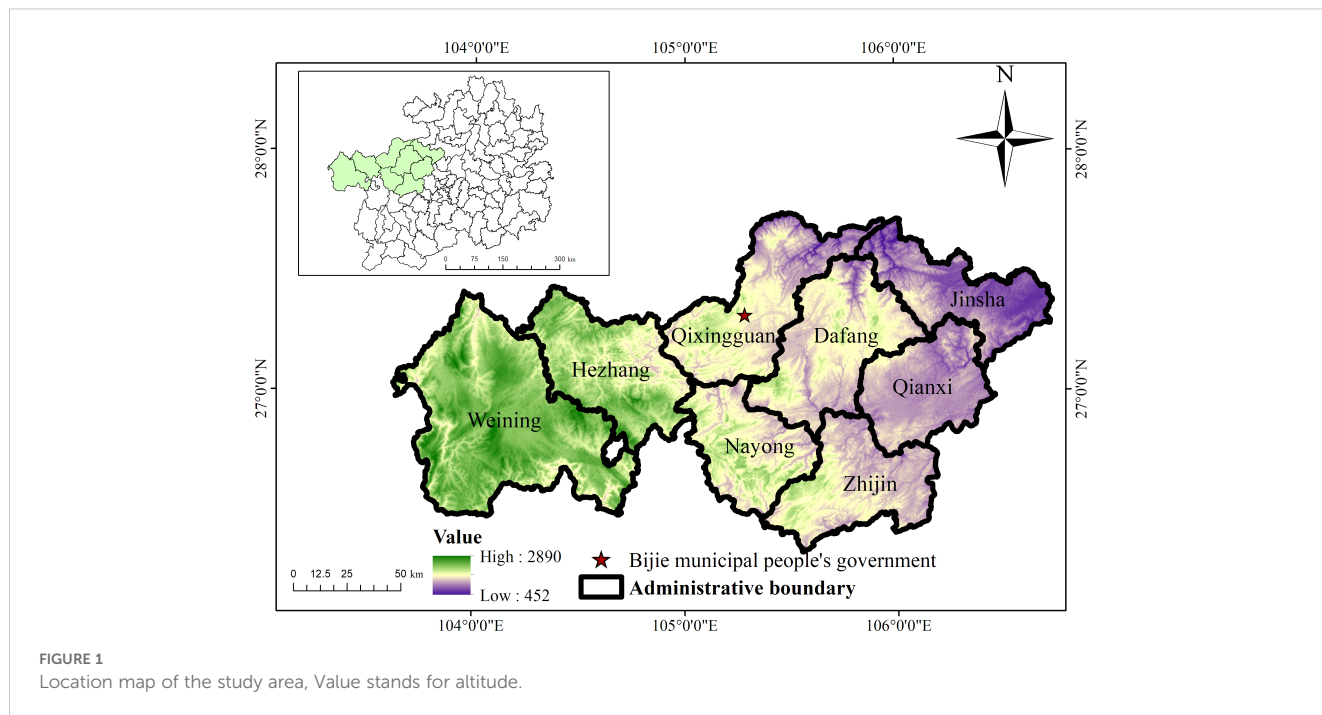 104°0'0"E 105°0'0"E 106°0'0"E
N
28°0'0"N
28°0'0"N
0 75 150 300 km
Jinsha
Qixingguan
Dafang
Hezhang
Qianxi
27°0'0"N
27°0'0"N
Weining
Nayong
Zhijin
Value
High : 2890
Low : 452
0 12.5 25 50 km
Bijie municipal people's government
Administrative boundary
104°0'0"E 105°0'0"E 106°0'0"E
FIGURE 1
Location map of the study area, Value stands for altitude.